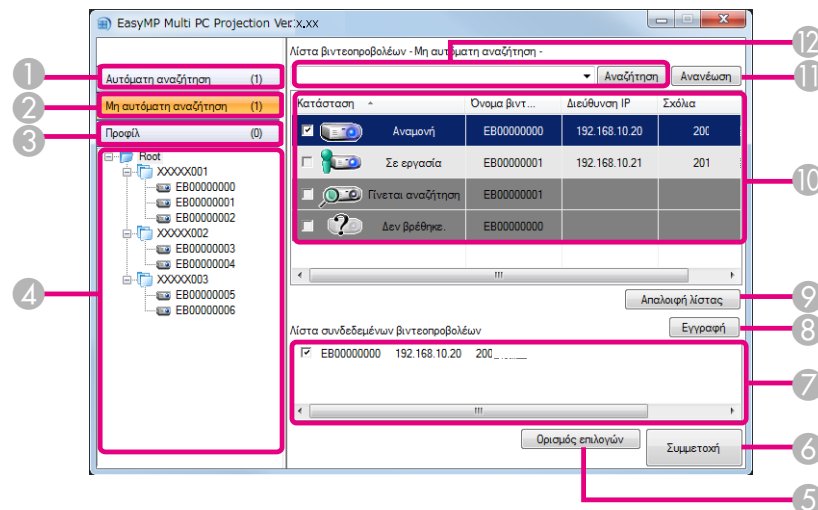 EasyMP Multi PC Projection Ver.x.xx
Λίστα βιντεοπροβολέων - Μη αυτόματη αναζήτηση -
12
1 Αυτόματη αναζήτηση (1)
Αναζήτηση Ανανέωση 11
2 Μη αυτόματη αναζήτηση (1)
Κατάσταση Όνομα βιντ... Διεύθυνση IP Σχόλια
3 Προφίλ (0)
Αναμονή EB00000000 192.168.10.20 200
Σε εργασία EB00000001 192.168.10.21 201
Γίνεται αναζήτηση EB00000001
Δεν βρέθηκε. EB00000000
10
Root
XXXXX001
EB00000000
EB00000001
EB00000002
XXXXX002
EB00000003
EB00000004
XXXXX003
EB00000005
EB00000006
4
Απαλοιφή λίστας 9
Λίστα συνδεδεμένων βιντεοπροβολέων Εγγραφή 8
EB00000000 192.168.10.20 200
7
Ορισμός επιλογών Συμμετοχή 6
5